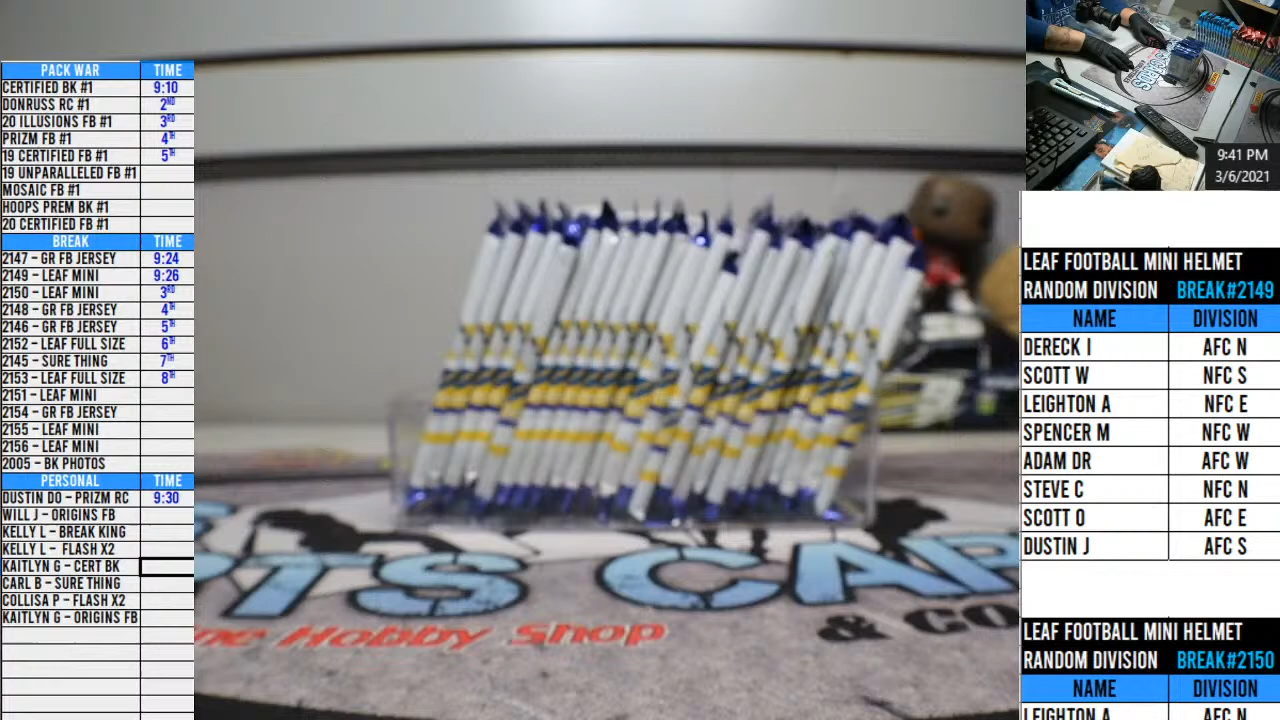 PACK WAR TIME
CERTIFIED BK #1 9:10
DONRUSS RC #1 2ND
20 ILLUSIONS FB #1 3RD
PRIZM FB #1 4TH
19 CERTIFIED FB #1 5TH
19 UNPARALLELED FB #1
MOSAIC FB #1
HOOPS PREM BK #1
20 CERTIFIED FB #1
BREAK TIME
2147 – GR FB JERSEY 9:24
2149 – LEAF MINI 9:26
2150 – LEAF MINI 3RD
2148 – GR FB JERSEY 4TH
2146 – GR FB JERSEY 5TH
2152 – LEAF FULL SIZE 6TH
2145 – SURE THING 7TH
2153 – LEAF FULL SIZE 8TH
2151 – LEAF MINI
2154 – GR FB JERSEY
2155 – LEAF MINI
2156 – LEAF MINI
2005 – BK PHOTOS
PERSONAL TIME
DUSTIN DO – PRIZM RC 9:30
WILL J – ORIGINS FB
KELLY L – BREAK KING
KELLY L – FLASH X2
KAITLYN G – CERT BK
CARL B – SURE THING
COLLISA P – FLASH X2
KAITLYN G – ORIGINS FB
RTS CAR
& CO
ne Hobby Shop
9:41 PM
3/6/2021
LEAF FOOTBALL MINI HELMET
RANDOM DIVISION BREAK#2149
NAME DIVISION
DERECK I AFC N
SCOTT W NFC S
LEIGHTON A NFC E
SPENCER M NFC W
ADAM DR AFC W
STEVE C NFC N
SCOTT O AFC E
DUSTIN J AFC S
LEAF FOOTBALL MINI HELMET
RANDOM DIVISION BREAK#2150
NAME DIVISION
LEIGHTON A AFC N